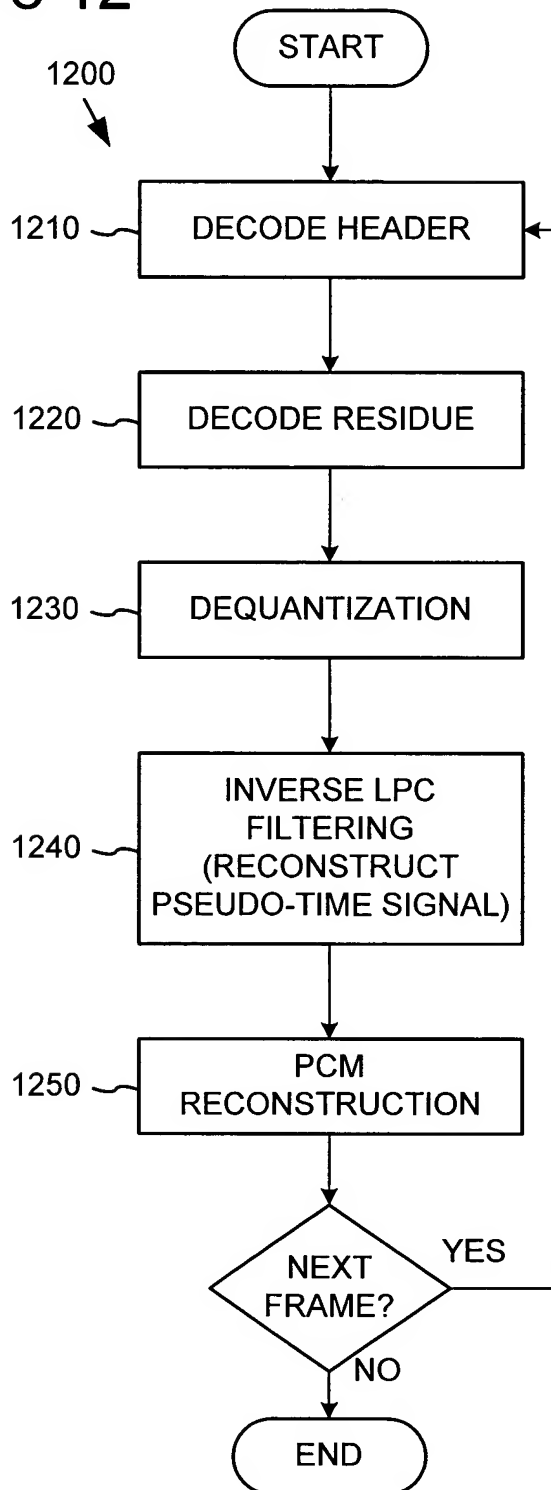 1200
START
1210
DECODE HEADER
1220
DECODE RESIDUE
1230
DEQUANTIZATION
1240
INVERSE LPC
FILTERING
(RECONSTRUCT
PSEUDO-TIME SIGNAL)
1250
PCM
RECONSTRUCTION
NEXT
FRAME?
YES
NO
END